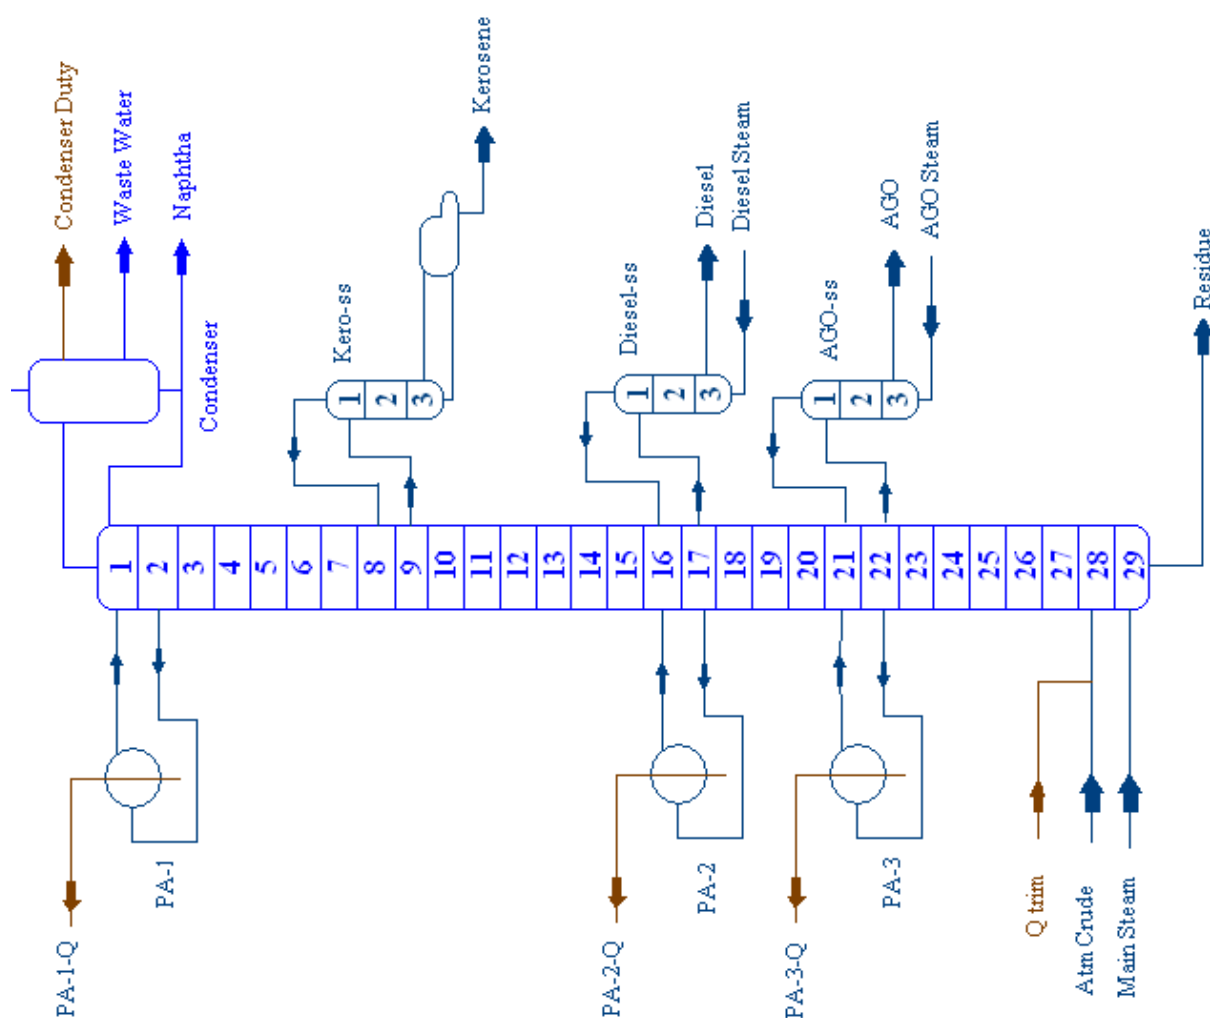 Condenser Duty
Waste Water
Naphtha
Condenser
Kero-ss
Kerosene
1
2
3
Diesel-ss
Diesel
Diesel Steam
1
2
3
AGO-ss
AGO
AGO Steam
1
2
3
Residue
1
2
3
4
5
6
7
8
9
10
11
12
13
14
15
16
17
18
19
20
21
22
23
24
25
26
27
28
29
PA-1
PA-1-Q
PA-2
PA-2-Q
PA-3
PA-3-Q
Q trim
Atm Crude
Main Steam